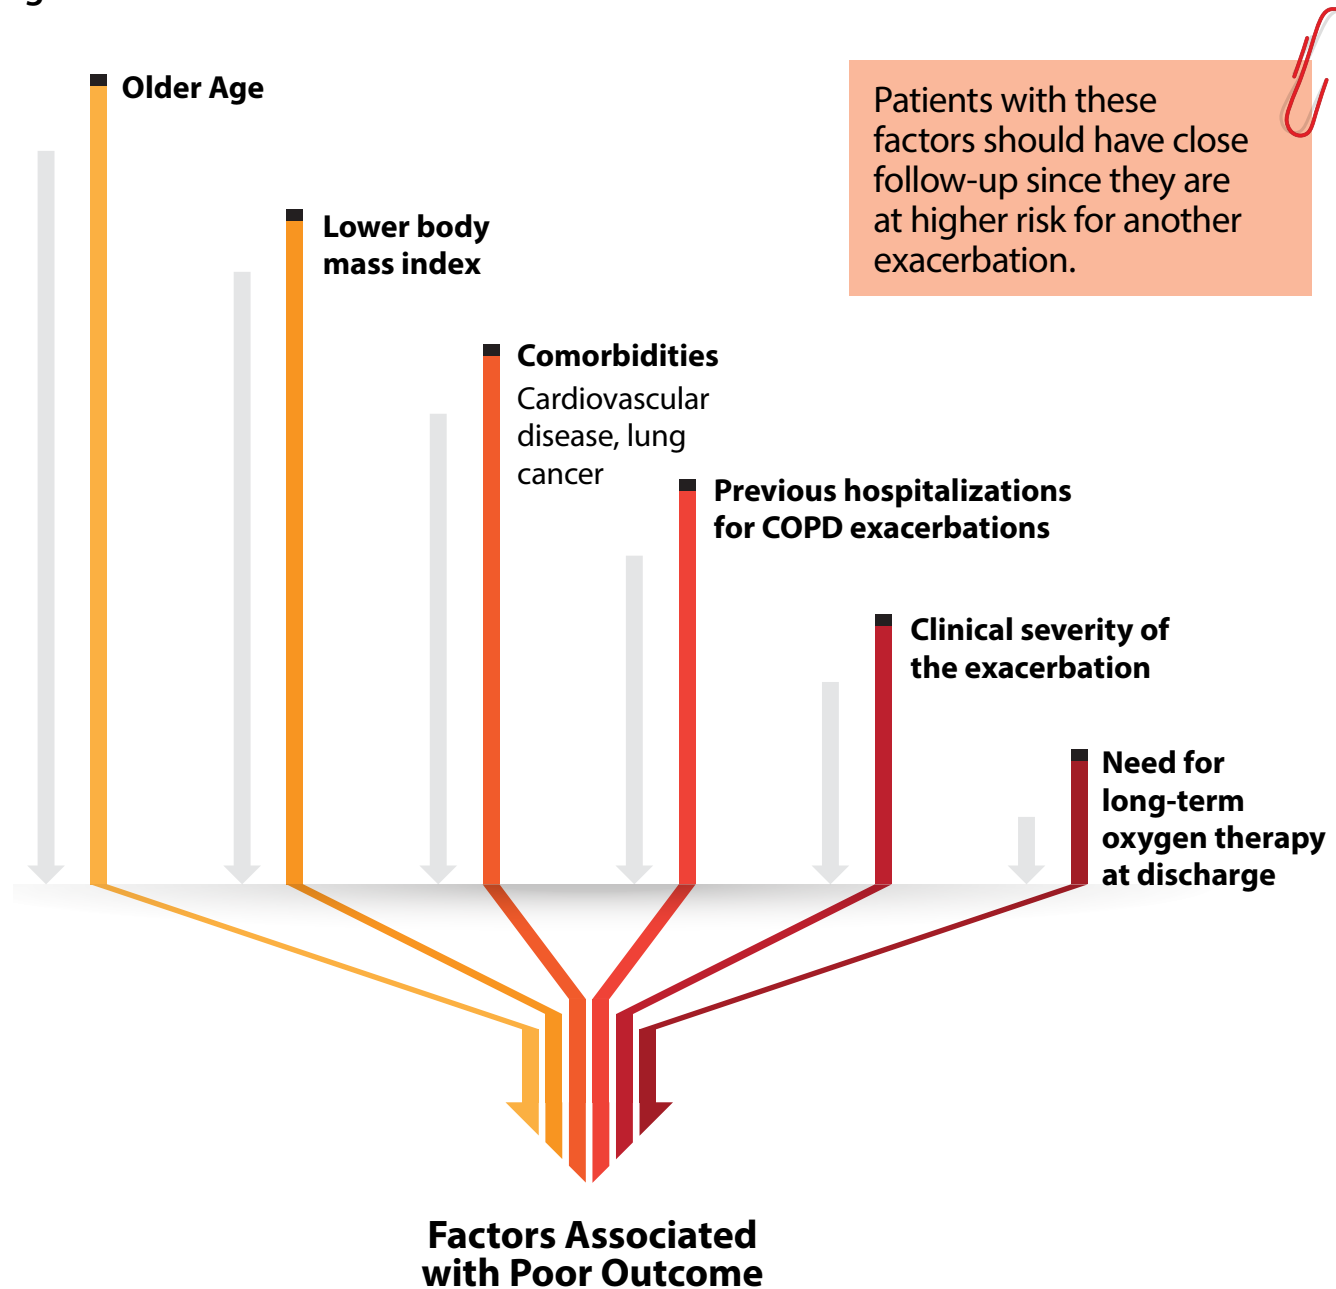 Older Age
Patients with these
factors should have close
follow-up since they are
at higher risk for another
exacerbation.
Lower body
mass index
Comorbidities
Cardiovascular
disease, lung
cancer
Previous hospitalizations
for COPD exacerbations
Clinical severity of
the exacerbation
Need for
long-term
oxygen therapy
at discharge
Factors Associated
with Poor Outcome